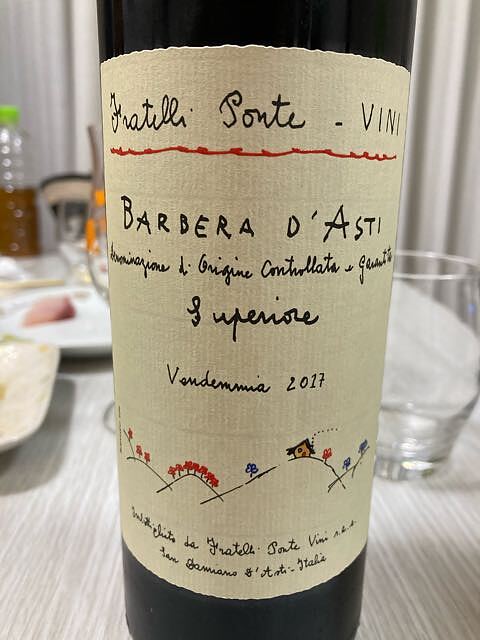 Fratelli Ponte - VINI
BARBERA D'ASTI
Denominazione di Origine Controllata e Garantita
Superiore
Vendemmia 2017
Imbottigliato da Fratelli Ponte Vini s.a.s.
San Damiano D'Asti - Italia